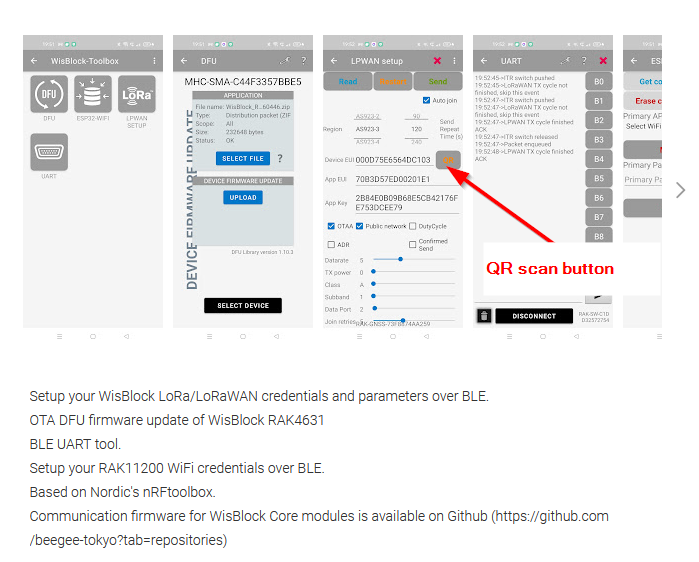 WisBlock-Toolbox
DFU
ESP32-WIFI
LoRa
LPWAN SETUP
DFU
UART
DFU
MHC-SMA-C44F3357BBE5
APPLICATION
File name: WisBlock_R...60446.zip
Type: Distribution packet (ZIP
Scope: All
Size: 232648 bytes
Status: OK
SELECT FILE ?
DEVICE FIRMWARE UPDATE
UPLOAD
DEVICE FIRMWARE UPDATE
DFU Library version 1.10.3
SELECT DEVICE
LPWAN setup
Read
Send
Auto join
Region
AS923-2
AS923-3
AS923-4
90
120
240
Send Repeat Time (s)
Device EUI 000D75E6564DC103
App EUI 70B3D57ED00201E1
App Key 2B84E0B09B68E5CB42176F
E753DCEE79
OTAA Public network DutyCycle
ADR Confirmed Send
Datarate 5
TX power 0
Class A
Subband 1
Data Port 2
Join retries 5
UART
19:52:45->ITR switch pushed
19:52:45->LoRaWAN TX cycle not
finished, skip this event
19:52:47->ITR switch pushed
19:52:47->LoRaWAN TX cycle not
finished, skip this event
19:52:47->LPWAN TX cycle finished
ACK
19:52:47->ITR switch released
19:52:47->Packet enqueued
19:52:48->LPWAN TX cycle finished
ACK
B0
B1
B2
B3
B4
B5
B6
B7
B8
DISCONNECT
RAK-SW-CTD
D32572754
ES
Get co
Erase c
Primary AP
Select WiFi
Primary Pa
Primary Pa
QR scan button
Setup your WisBlock LoRa/LoRaWAN credentials and parameters over BLE.
OTA DFU firmware update of WisBlock RAK4631
BLE UART tool.
Setup your RAK11200 WiFi credentials over BLE.
Based on Nordic's nRFtoolbox.
Communication firmware for WisBlock Core modules is available on Github (https://github.com
/beegee-tokyo?tab=repositories)